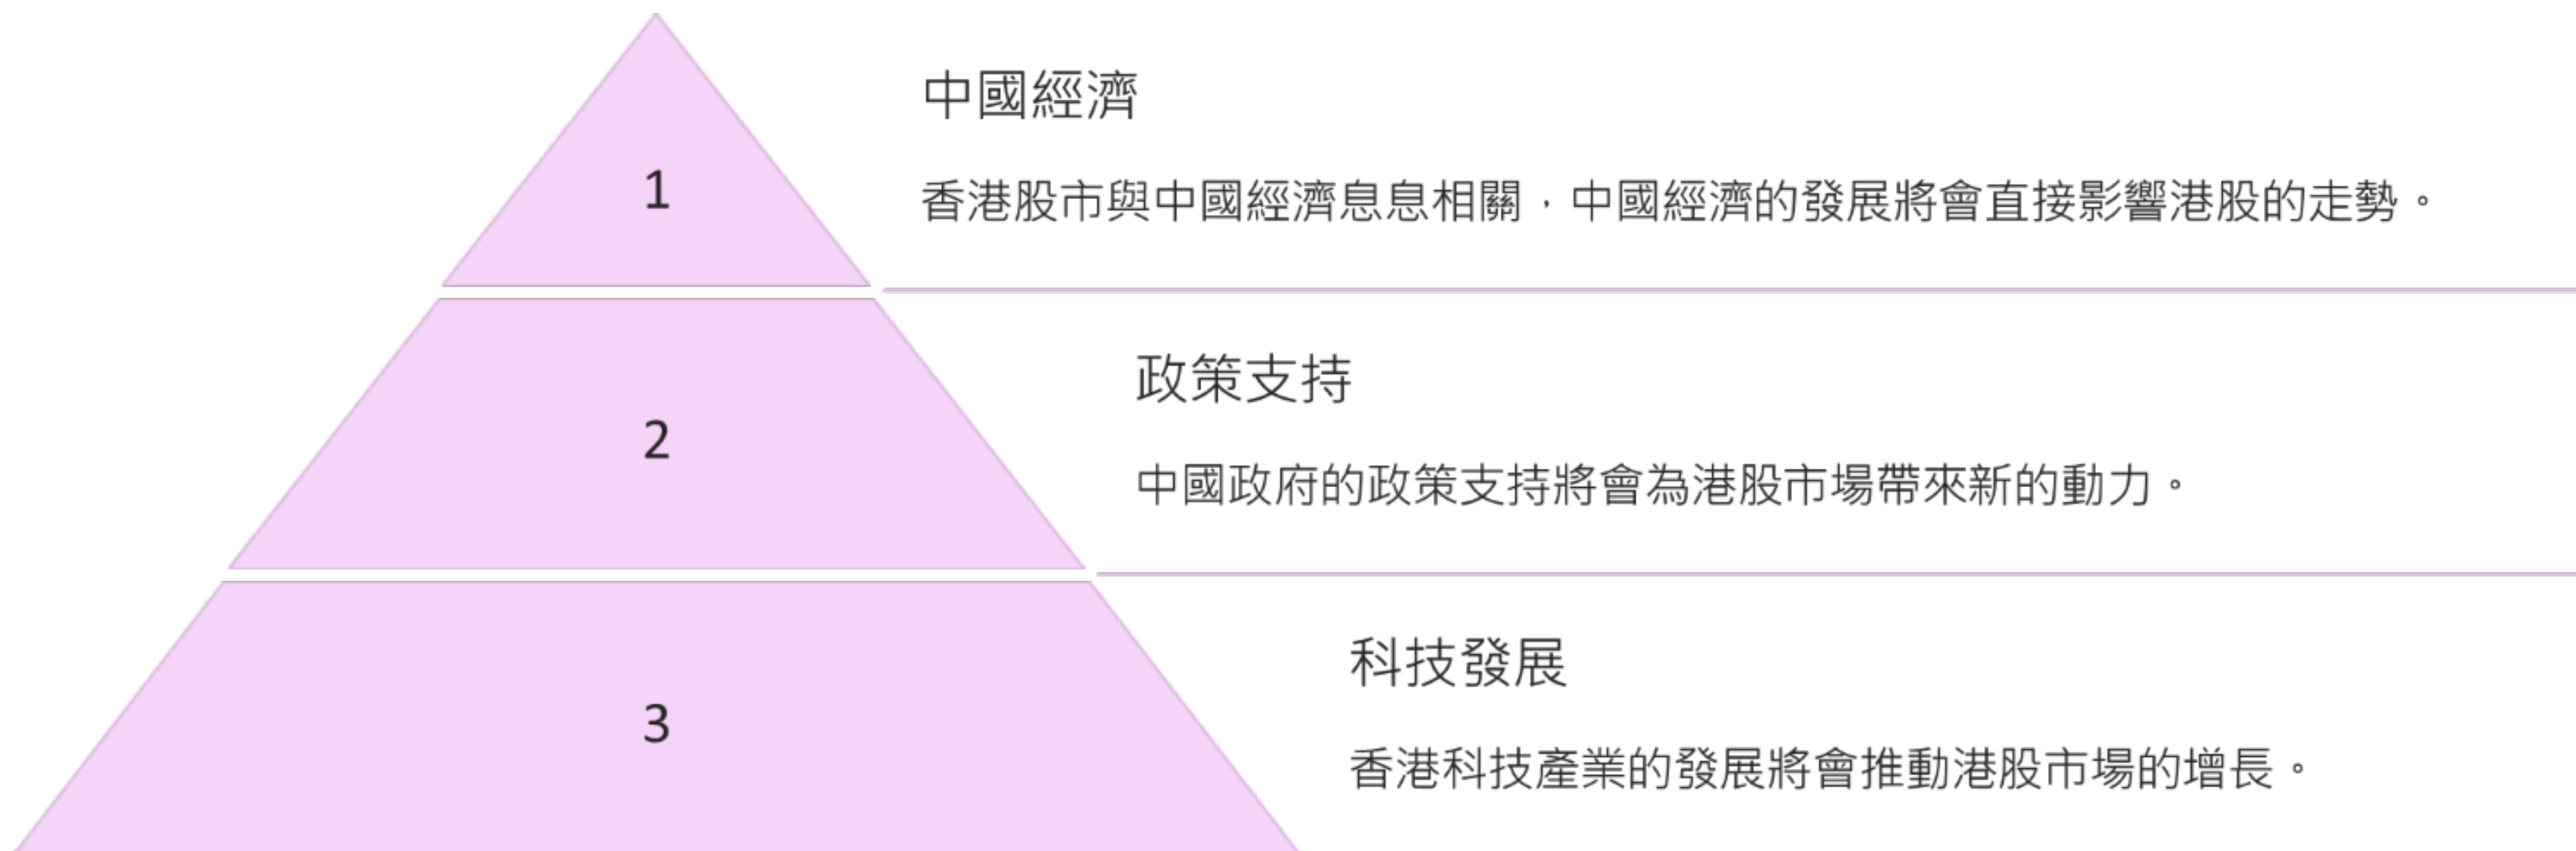 中國經濟
1
香港股市與中國經濟息息相關，中國經濟的發展將會直接影響港股的走勢。
政策支持
2
中國政府的政策支持將會為港股市場帶來新的動力。
科技發展
3
香港科技產業的發展將會推動港股市場的增長。